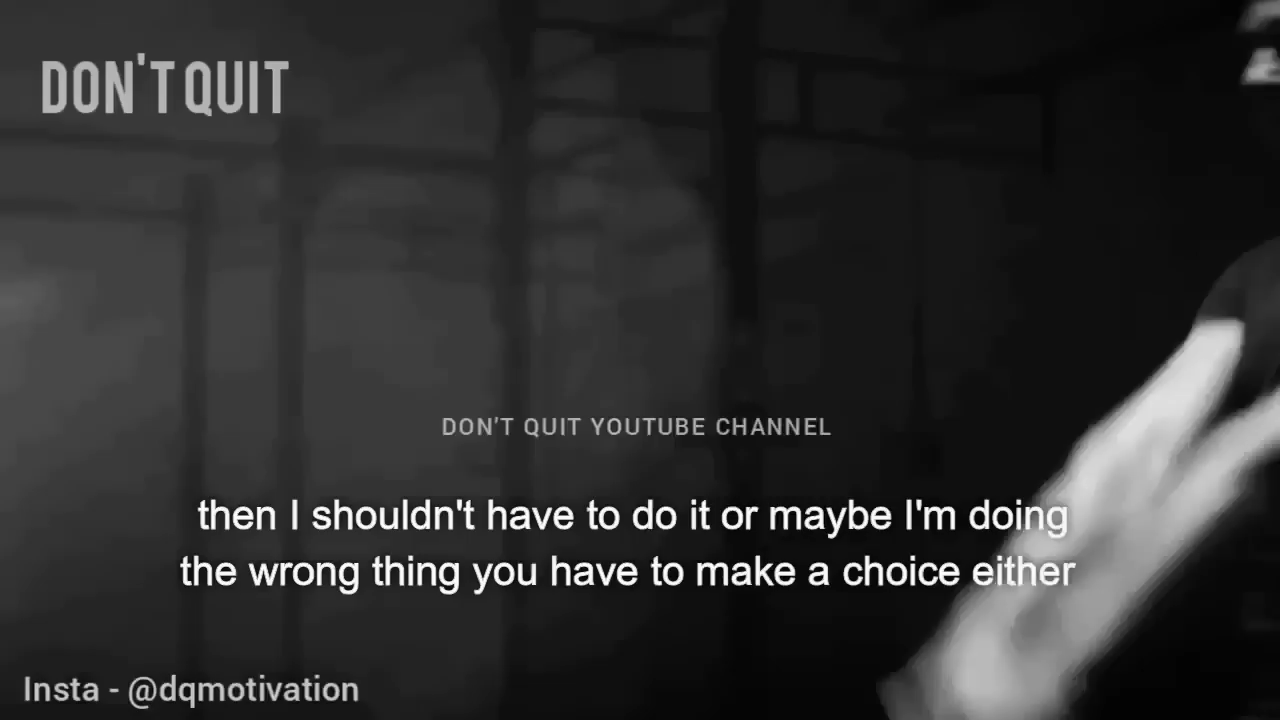 DON'T QUIT
DON'T QUIT YOUTUBE CHANNEL
then I shouldn't have to do it or maybe I'm doing
the wrong thing you have to make a choice either
Insta - @dqmotivation